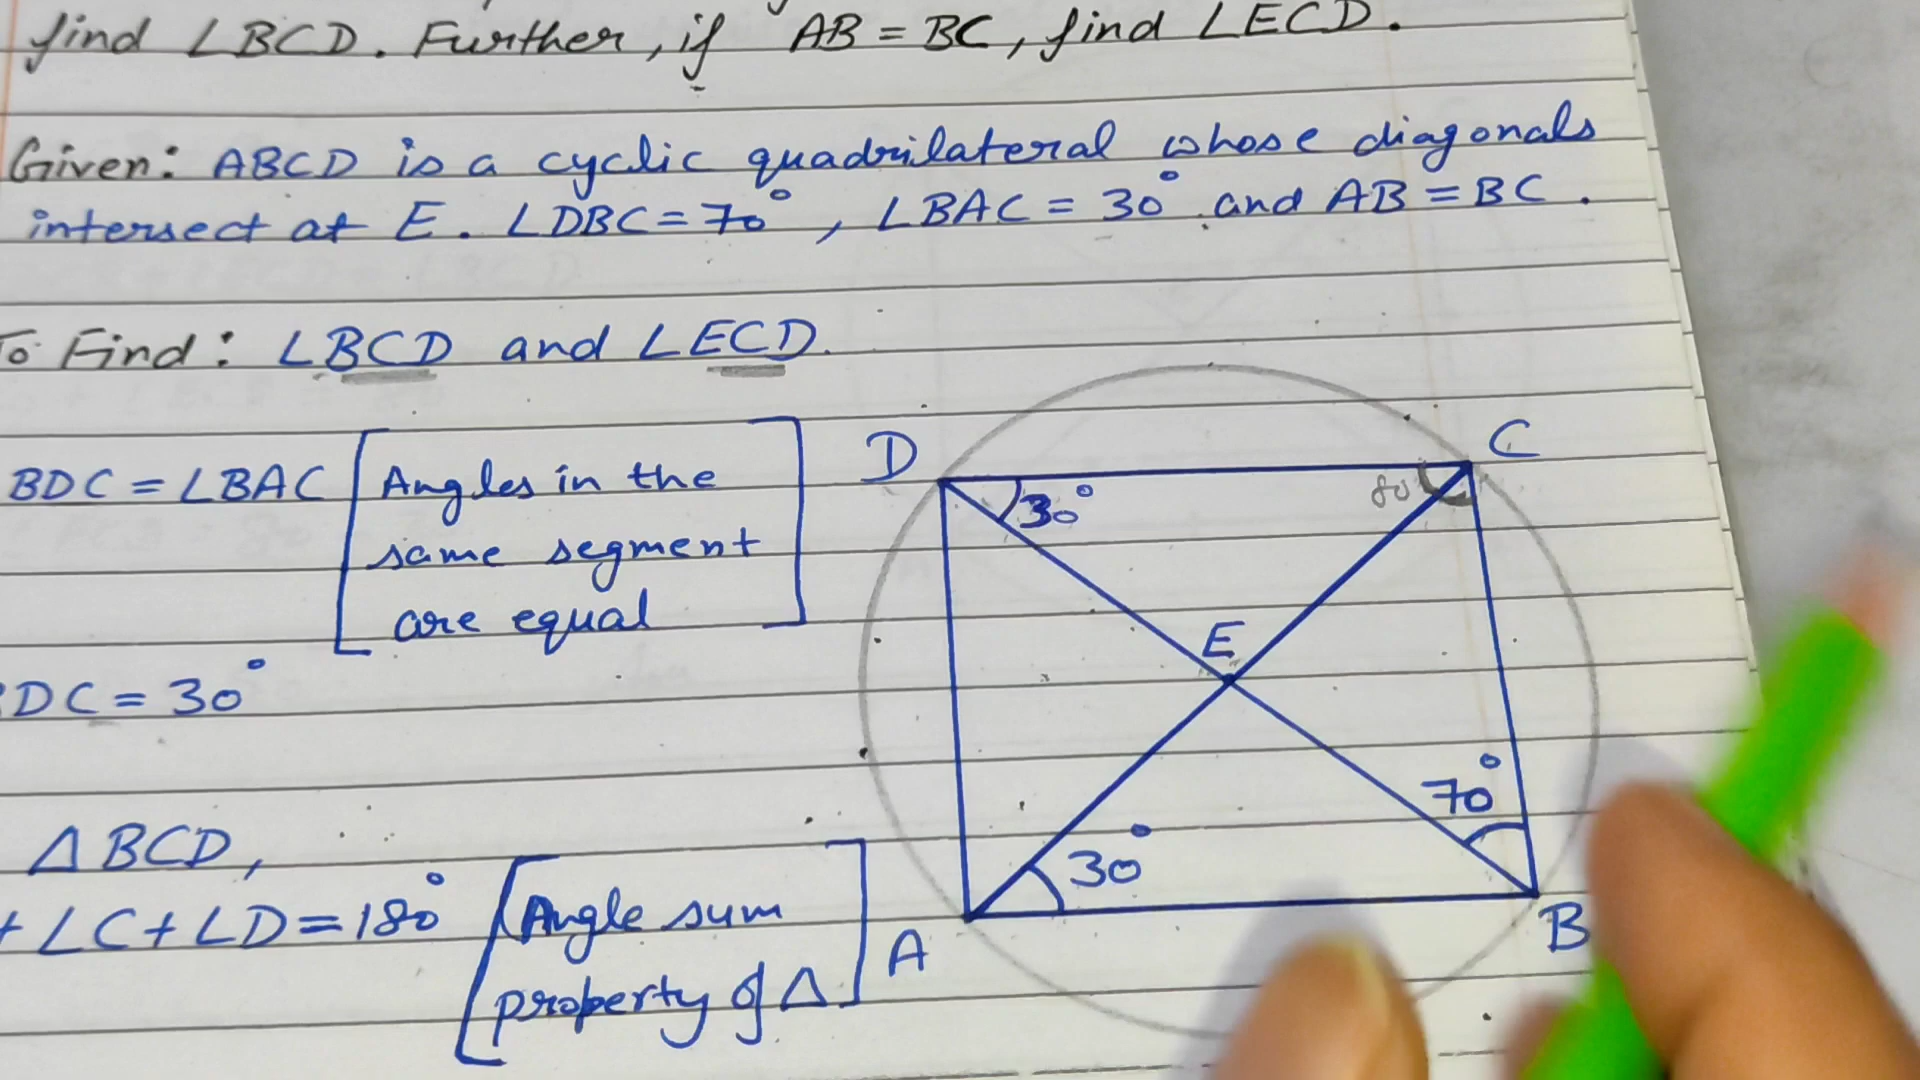 find ∠BCD. Further, if AB = BC, find ∠ECD.
Given: ABCD is a cyclic quadrilateral whose diagonals
intersect at E. ∠DBC = 70°, ∠BAC = 30° and AB = BC.
To Find: ∠BCD and ∠ECD.
BDC = ∠BAC [Angles in the
same segment
are equal]
DC = 30°
△BCD,
+ ∠C + ∠D = 180° [Angle sum
property of △]
D
C
30°
80
E
70°
30°
A
B